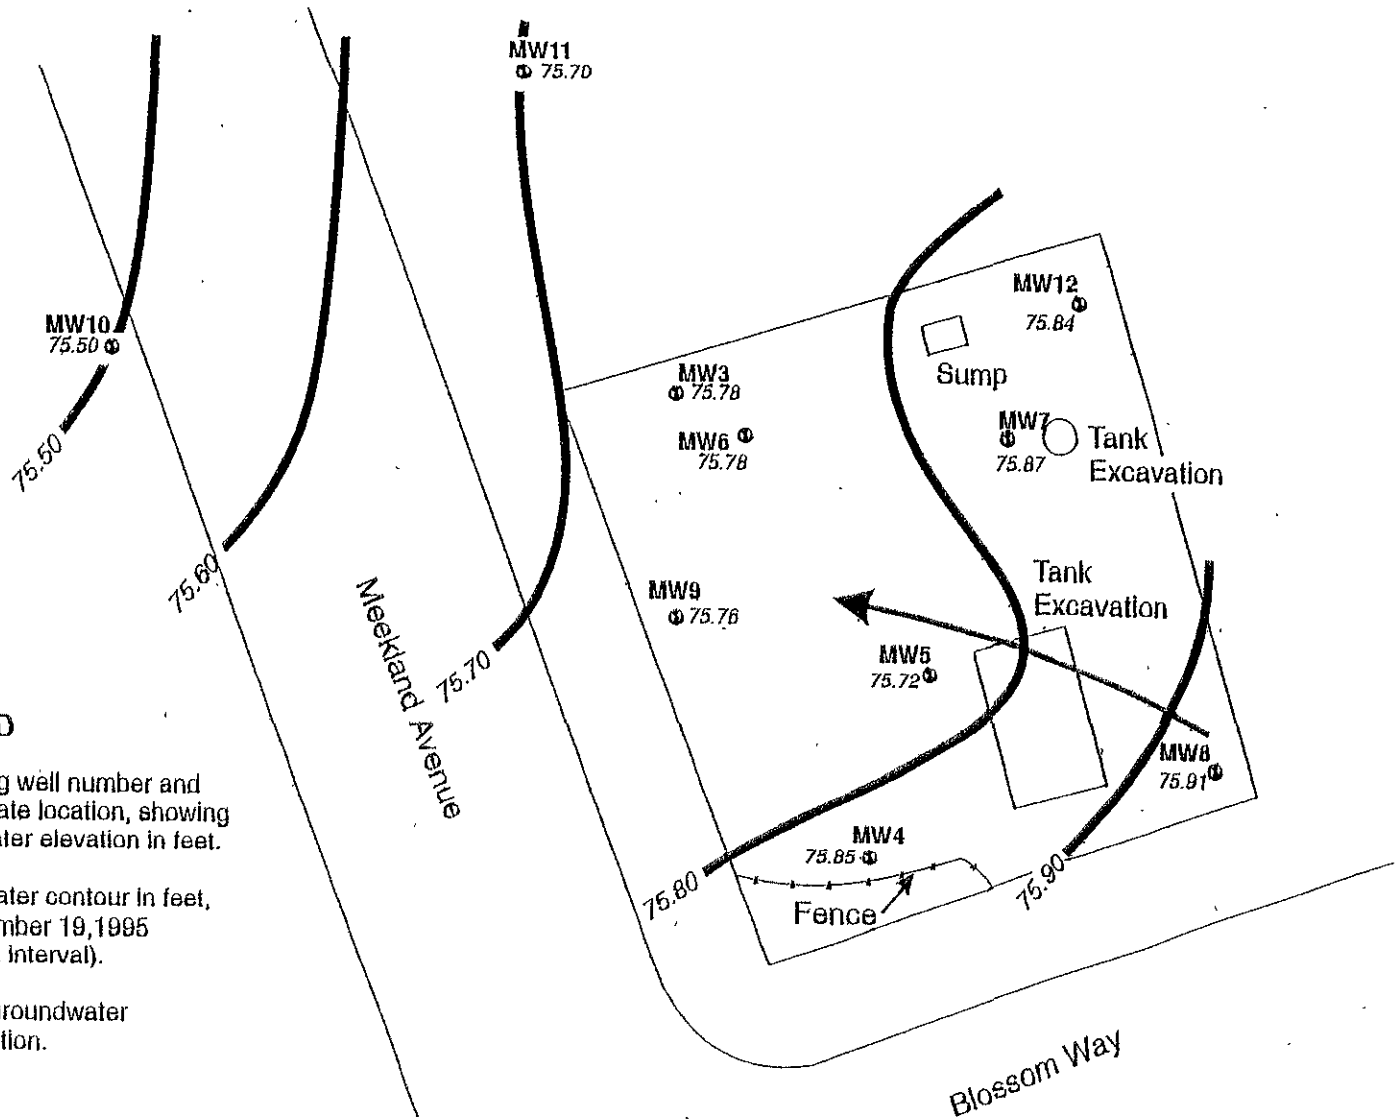 MW11
75.70
MW12
75.84
MW10
75.50
Sump
MW3
75.78
MW7
75.87
Tank
Excavation
MW6
75.78
75.50
75.60
Tank
Excavation
Meekland Avenue
MW9
75.76
MW5
75.72
75.70
D
g well number and
ate location, showing
ater elevation in feet.
MW8
75.91
MW4
75.85
75.80
75.90
ater contour in feet,
mber 19,1995
interval).
Fence
groundwater
tion.
Blossom Way